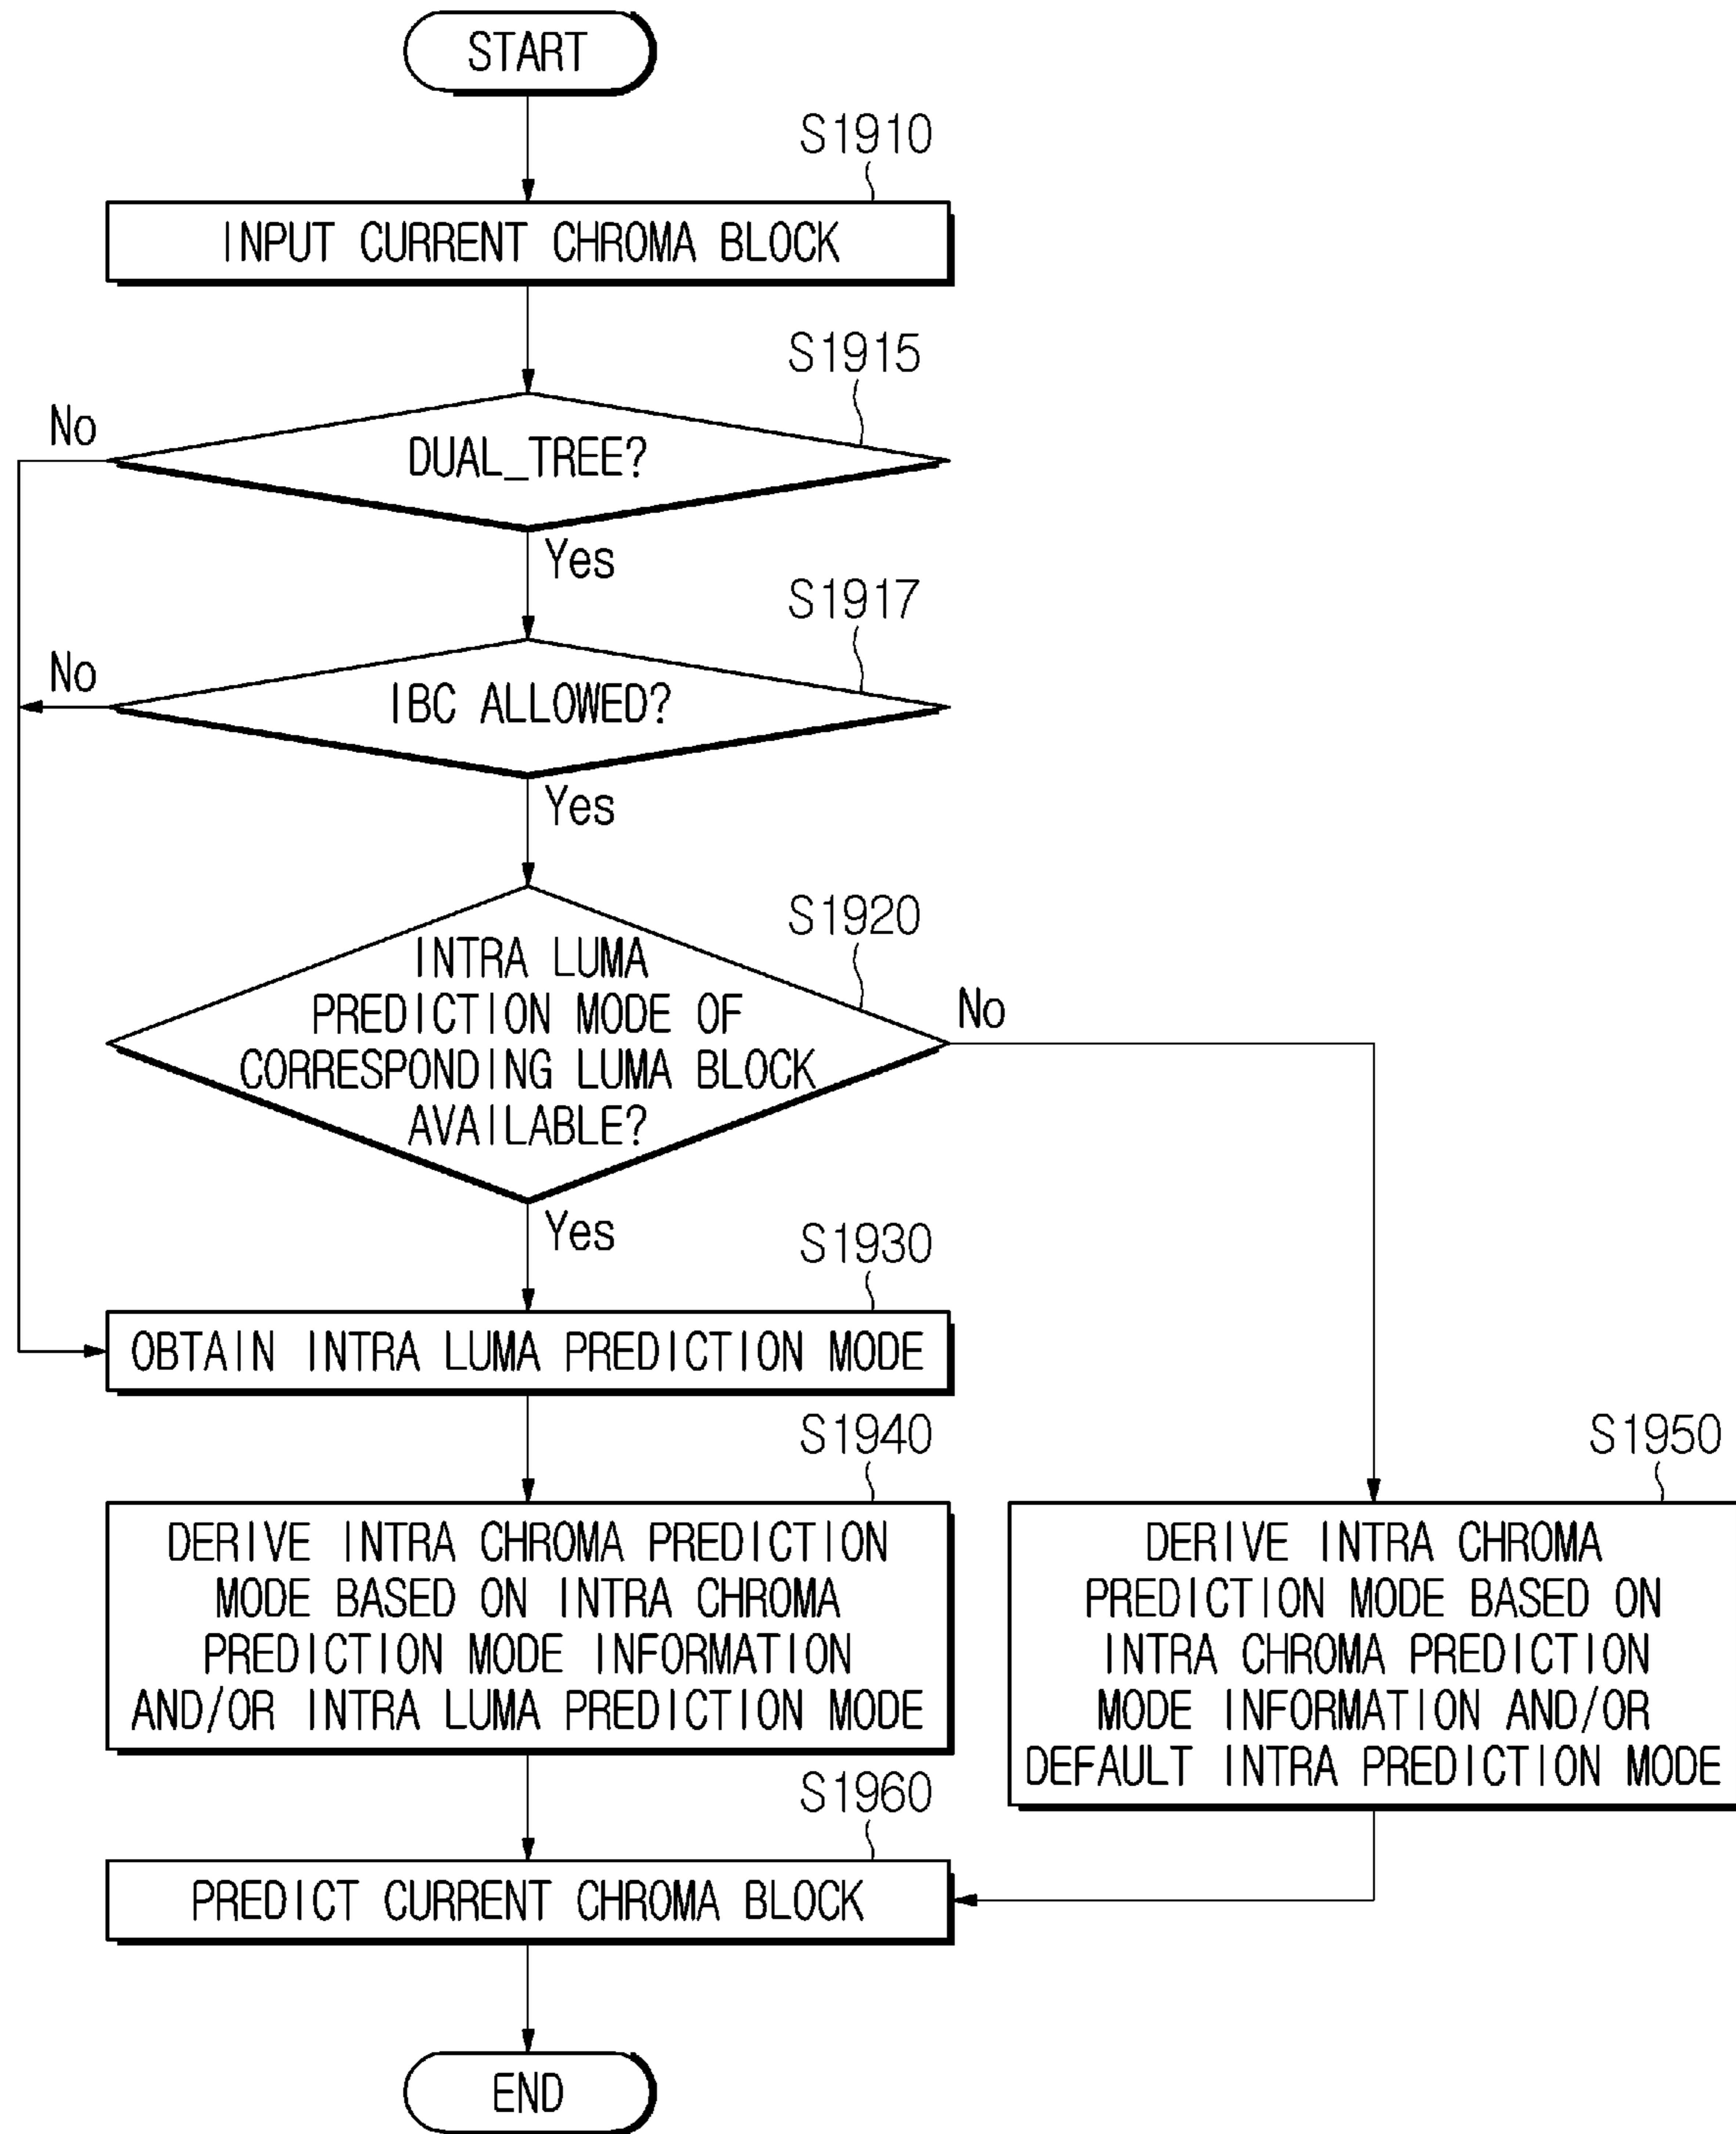 START
S1910
INPUT CURRENT CHROMA BLOCK
S1915
No
DUAL_TREE?
Yes
S1917
No
IBC ALLOWED?
Yes
S1920
INTRA LUMA
PREDICTION MODE OF
CORRESPONDING LUMA BLOCK
AVAILABLE?
No
Yes
S1930
OBTAIN INTRA LUMA PREDICTION MODE
S1940
DERIVE INTRA CHROMA PREDICTION
MODE BASED ON INTRA CHROMA
PREDICTION MODE INFORMATION
AND/OR INTRA LUMA PREDICTION MODE
S1950
DERIVE INTRA CHROMA
PREDICTION MODE BASED ON
INTRA CHROMA PREDICTION
MODE INFORMATION AND/OR
DEFAULT INTRA PREDICTION MODE
S1960
PREDICT CURRENT CHROMA BLOCK
END